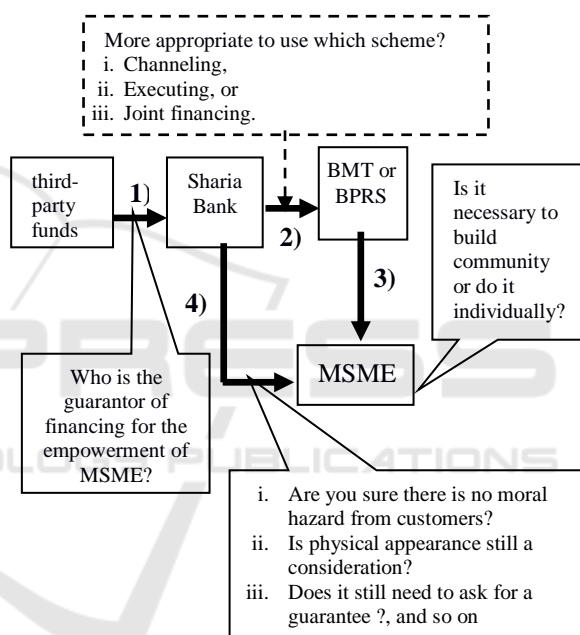 More appropriate to use which scheme?
i. Channeling,
ii. Executing, or
iii. Joint financing.
third-
party
funds
1)
Sharia
Bank
2)
BMT or
BPRS
Is it
necessary to
build
community
or do it
individually?
4)
3)
MSME
Who is the
guarantor of
financing for the
empowerment of
MSME?
i. Are you sure there is no moral
hazard from customers?
ii. Is physical appearance still a
consideration?
iii. Does it still need to ask for a
guarantee ?, and so on
PRESS
PUBLICATIONS